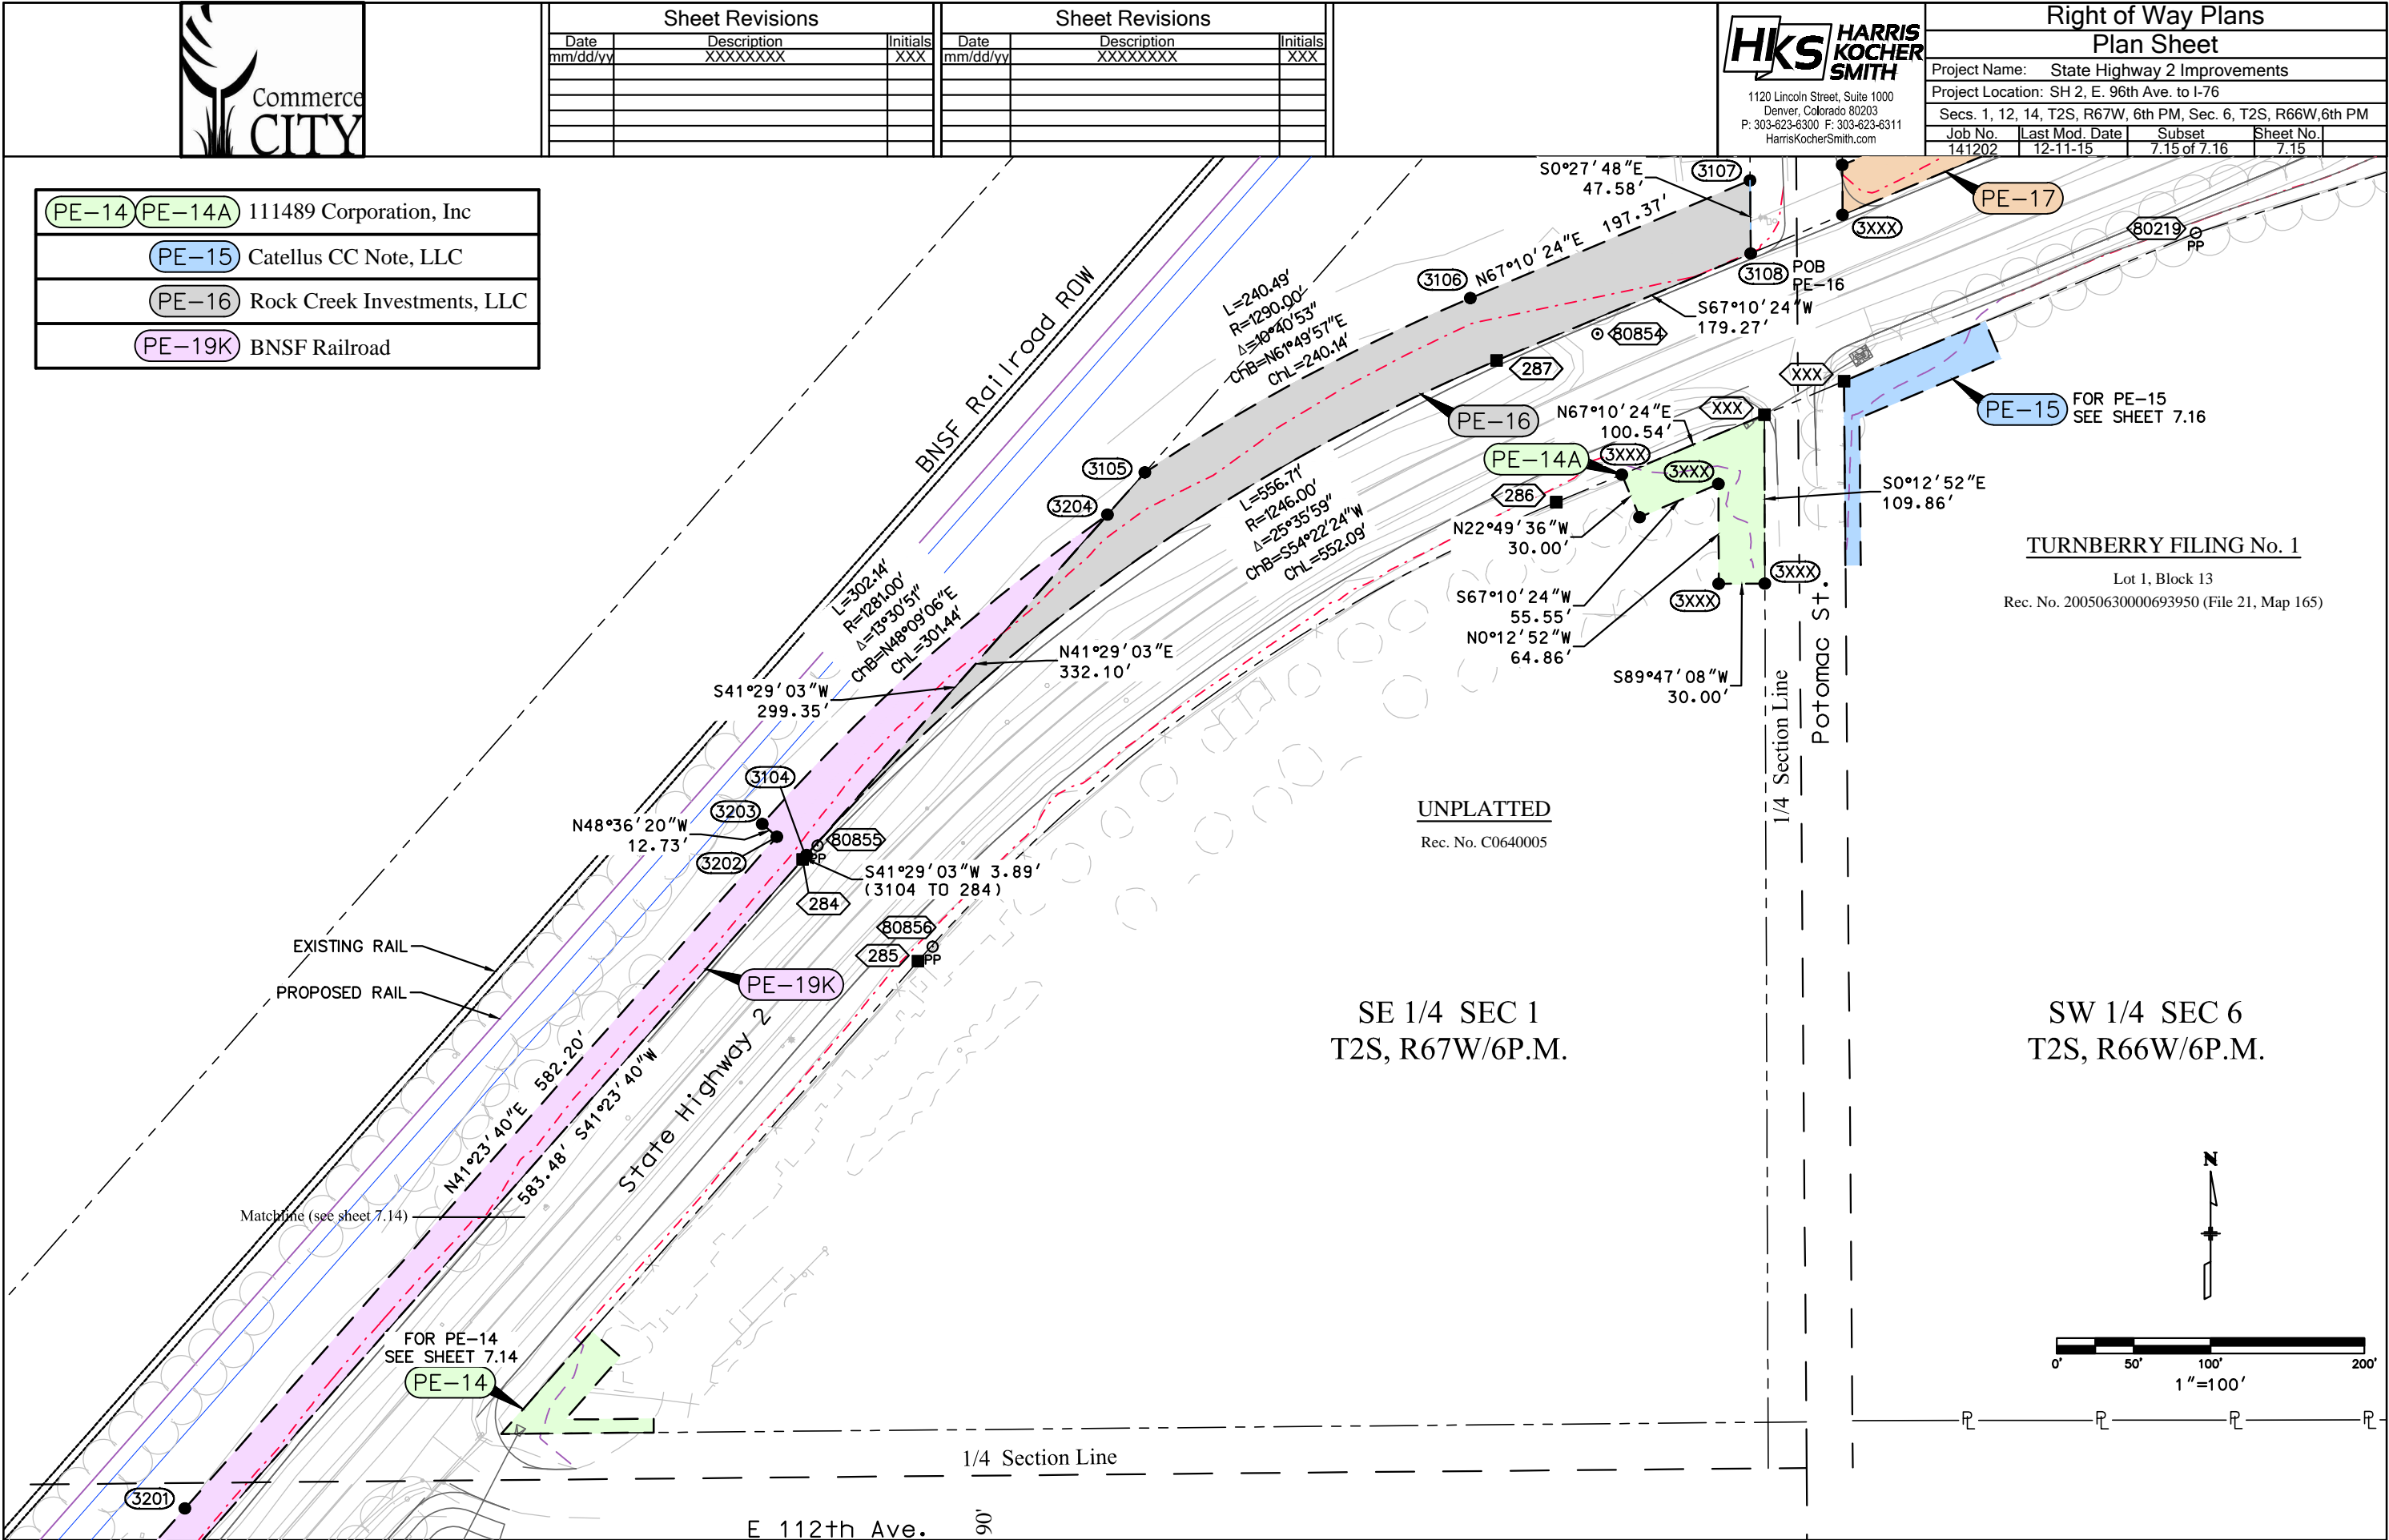 Commerce
CITY
Sheet Revisions
Date Description Initials
mm/dd/yy XXXXXXXX XXX
Sheet Revisions
Date Description Initials
mm/dd/yy XXXXXXXX XXX
HKS HARRIS
KOCHER
SMITH
1120 Lincoln Street, Suite 1000
Denver, Colorado 80203
P: 303-623-6300 F: 303-623-6311
HarrisKocherSmith.com
Right of Way Plans
Plan Sheet
Project Name: State Highway 2 Improvements
Project Location: SH 2, E. 96th Ave. to I-76
Secs. 1, 12, 14, T2S, R67W, 6th PM, Sec. 6, T2S, R66W,6th PM
Job No. Last Mod. Date Subset Sheet No.
141202 12-11-15 7.15 of 7.16 7.15
PE-14 PE-14A 111489 Corporation, Inc
PE-15 Catellus CC Note, LLC
PE-16 Rock Creek Investments, LLC
PE-19K BNSF Railroad
BNSF Railroad ROW
S0°27'48"E
47.58'
3107
PE-17
3XXX
80219
PP
N67°10'24"E 197.37'
3106
3108
POB
PE-16
L=240.49'
R=1290.00'
Δ=10°40'53"
ChB=N61°49'57"E
ChL=240.14'
S67°10'24"W
179.27'
80854
287
XXX
PE-15
FOR PE-15
SEE SHEET 7.16
PE-16
XXX
N67°10'24"E
100.54'
PE-14A
3XXX
3XXX
3105
3204
286
S0°12'52"E
109.86'
L=556.71'
R=1246.00'
Δ=25°35'59"
ChB=S54°22'24"W
ChL=552.09'
N22°49'36"W
30.00'
TURNBERRY FILING No. 1
Lot 1, Block 13
Rec. No. 20050630000693950 (File 21, Map 165)
3XXX
3XXX
S67°10'24"W
55.55'
N0°12'52"W
64.86'
S89°47'08"W
30.00'
L=302.14'
R=1281.00'
Δ=13°30'51"
ChB=N48°09'06"E
ChL=301.44'
N41°29'03"E
332.10'
S41°29'03"W
299.35'
1/4 Section Line
Potomac St.
3104
3203
N48°36'20"W
12.73'
3202
80855
PP
S41°29'03"W 3.89'
(3104 TO 284)
284
UNPLATTED
Rec. No. C0640005
80856
285
PP
EXISTING RAIL
PROPOSED RAIL
PE-19K
SE 1/4 SEC 1
T2S, R67W/6P.M.
SW 1/4 SEC 6
T2S, R66W/6P.M.
State Highway 2
N41°23'40"E 582.20'
583.48' S41°23'40"W
Matchline (see sheet 7.14)
N
FOR PE-14
SEE SHEET 7.14
PE-14
0' 50' 100' 200'
1"=100'
PL PL PL PL
1/4 Section Line
3201
E 112th Ave.
90'